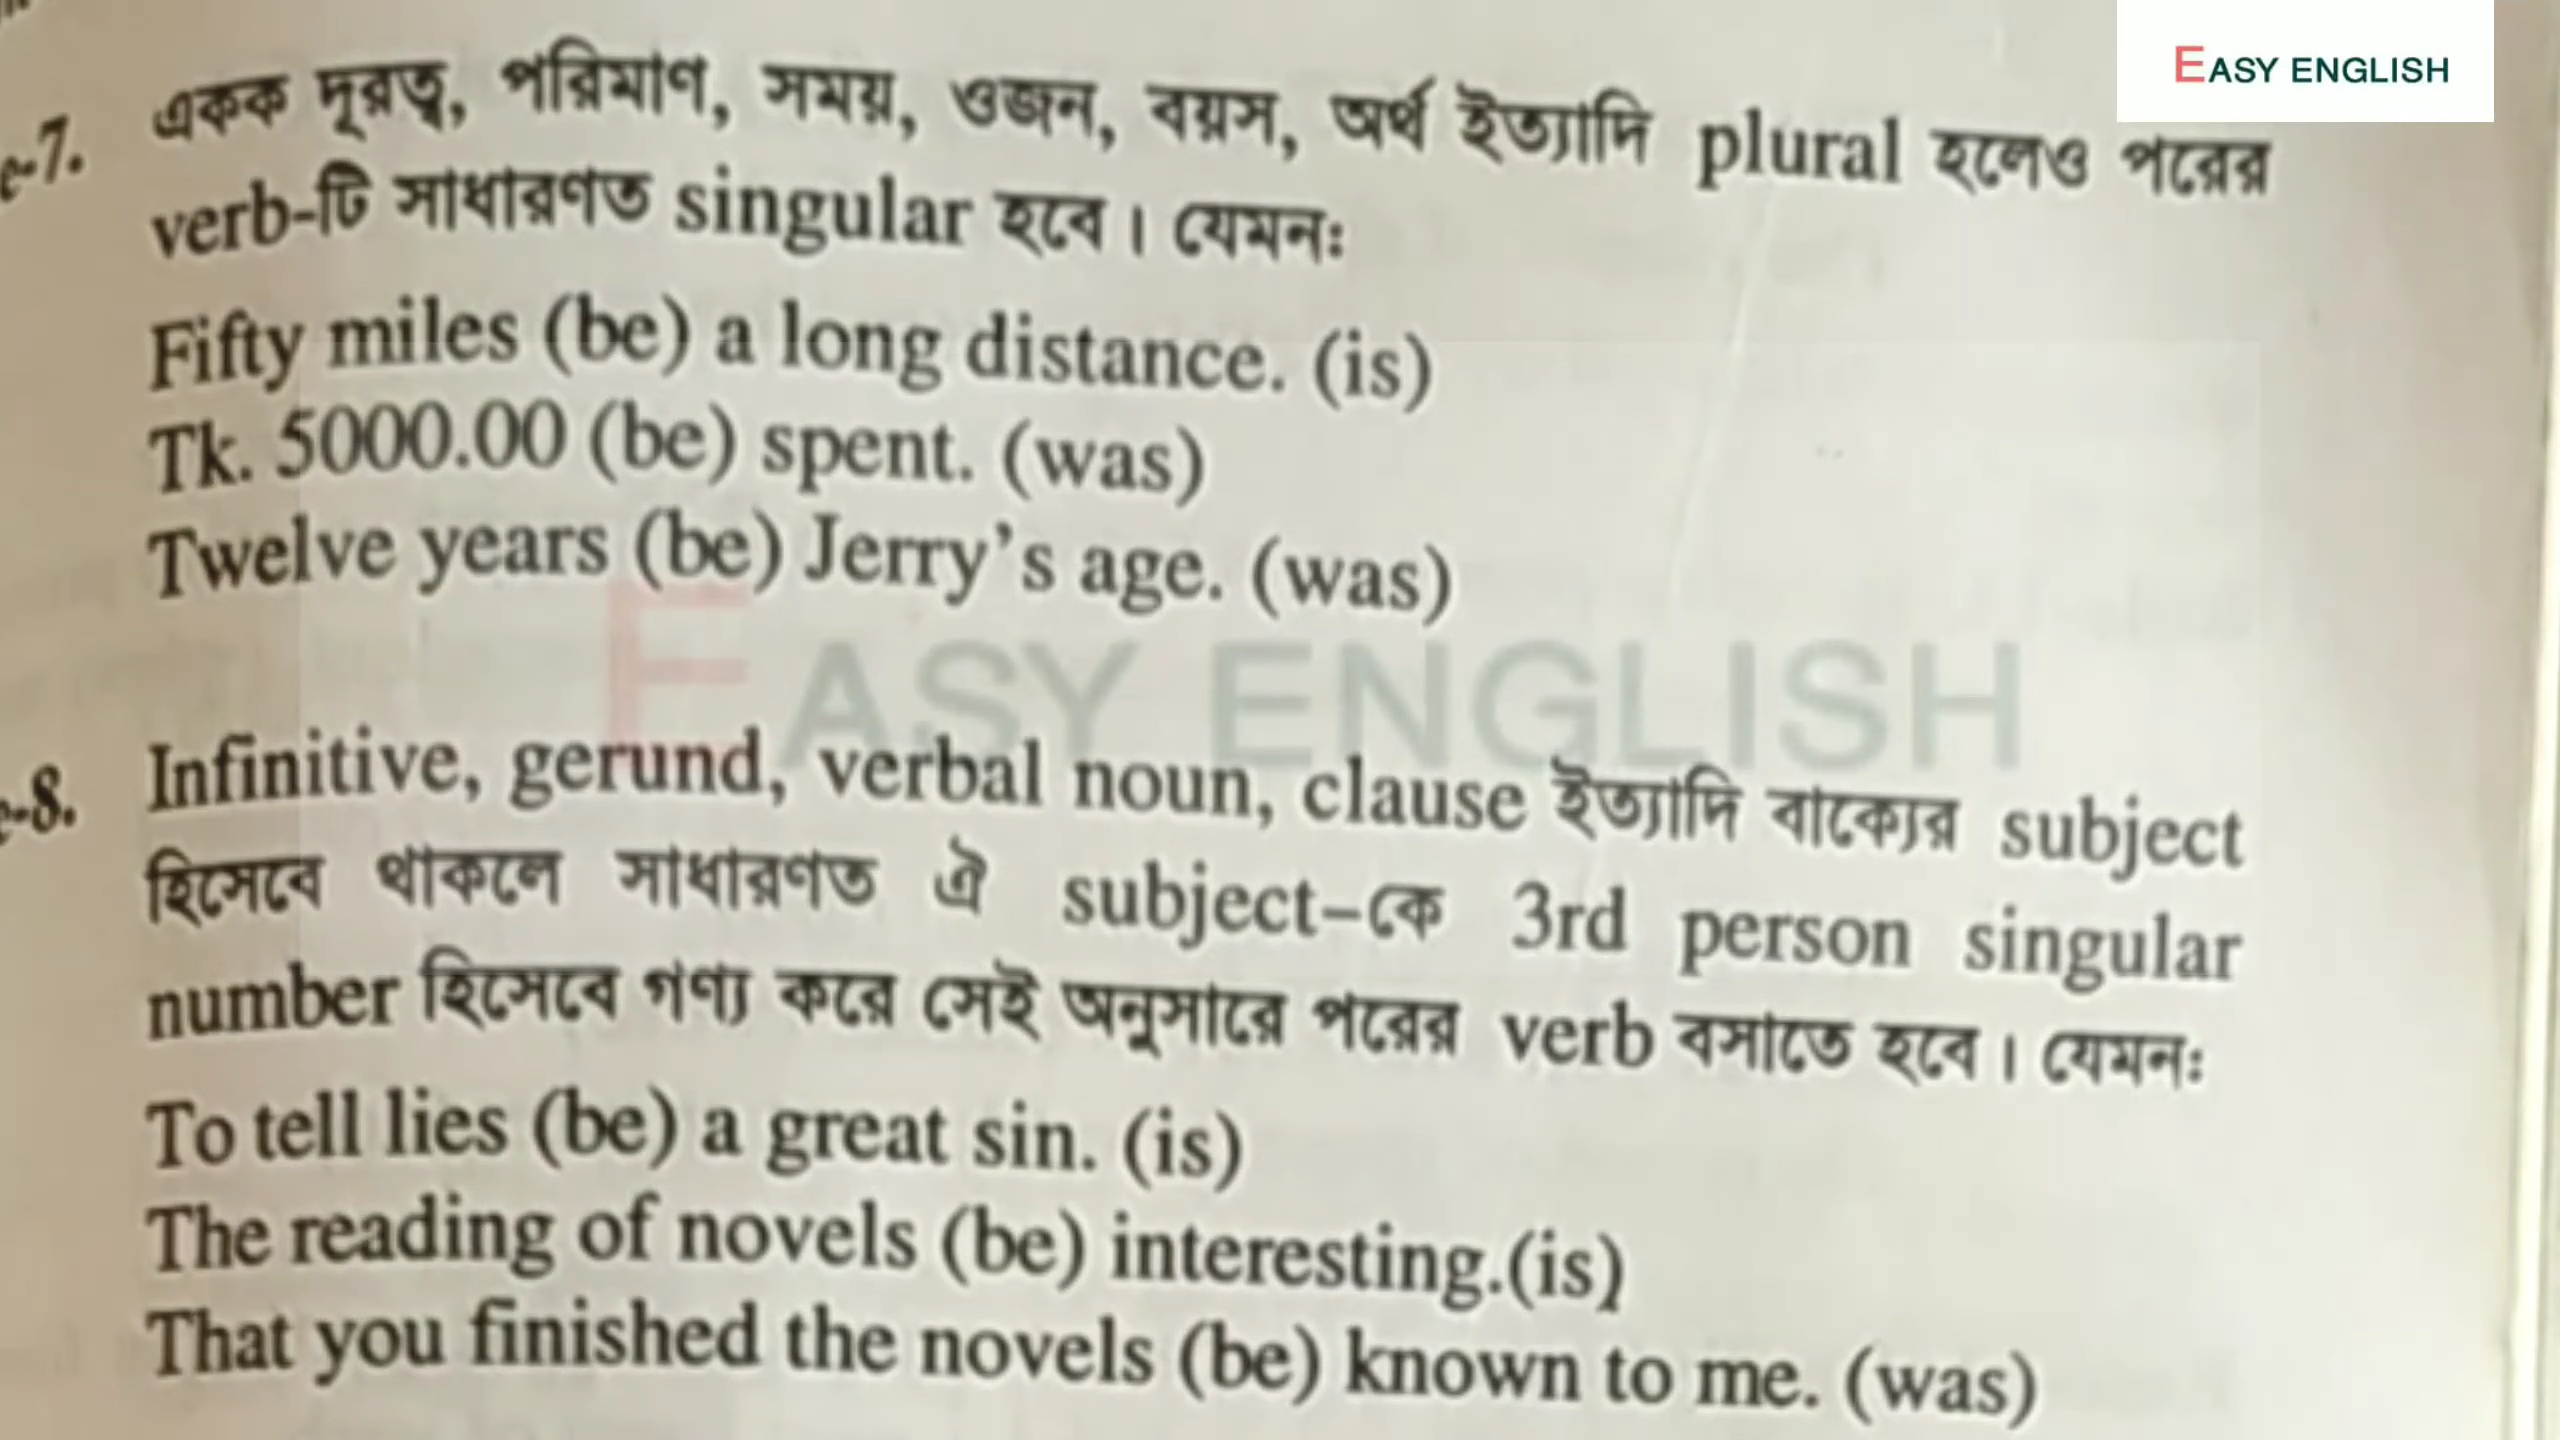 EASY ENGLISH
e-7. একক দূরত্ব, পরিমাণ, সময়, ওজন, বয়স, অর্থ ইত্যাদি plural হলেও পরের
verb-টি সাধারণত singular হবে। যেমনঃ
Fifty miles (be) a long distance. (is)
Tk. 5000.00 (be) spent. (was)
Twelve years (be) Jerry’s age. (was)
EASY ENGLISH
-8. Infinitive, gerund, verbal noun, clause ইত্যাদি বাক্যের subject
হিসেবে থাকলে সাধারণত ঐ subject–কে 3rd person singular
number হিসেবে গণ্য করে সেই অনুসারে পরের verb বসাতে হবে। যেমনঃ
To tell lies (be) a great sin. (is)
The reading of novels (be) interesting.(is)
That you finished the novels (be) known to me. (was)